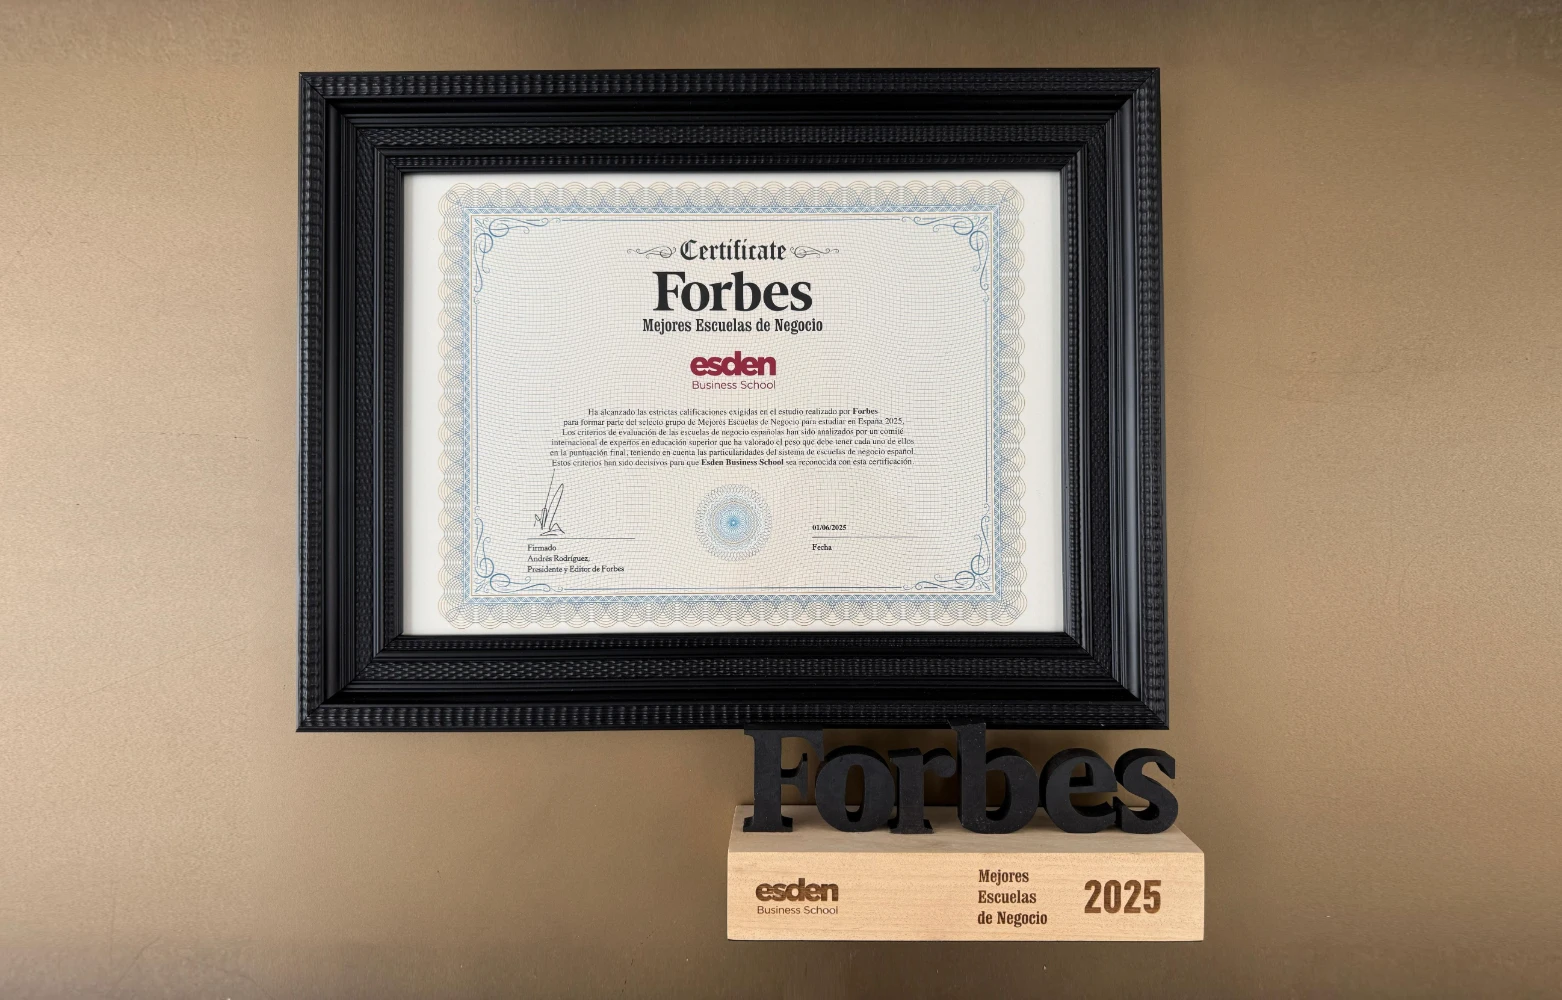 Certificate
Forbes
Mejores Escuelas de Negocio
esden
Business School
Ha alcanzado las estrictas calificaciones exigidas en el estudio realizado por Forbes
para formar parte del selecto grupo de Mejores Escuelas de Negocio para estudiar en España 2025,
Los criterios de evaluación de las escuelas de negocio españolas han sido analizados por un comité
internacional de expertos en educación superior que ha valorado el peso que debe tener cada uno de ellos
en la puntuación final, teniendo en cuenta las particularidades del sistema de escuelas de negocio español.
Estos criterios han sido decisivos para que Esden Business School sea reconocida con esta certificación.
01/06/2025
Firmado
Fecha
Andrés Rodríguez,
Presidente y Editor de Forbes
Forbes
esden
Business School
Mejores
Escuelas
de Negocio
2025